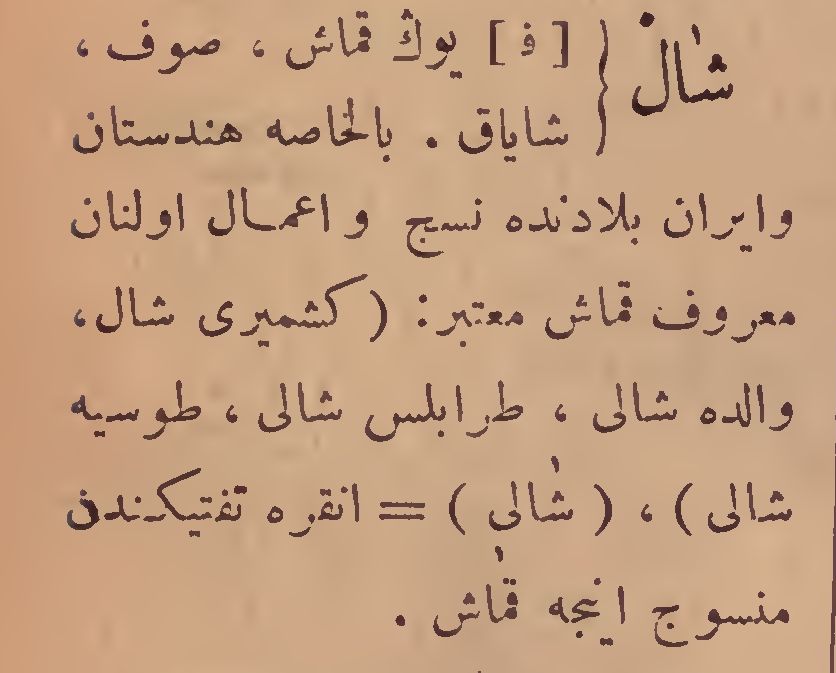 شال { [ ف ] يوڭ قماش ، صوف ،
شاياق . بالخاصه هندستان
وايران بلادنده نسج و اعمال اولنان
معروف قماش معتبر : ( كشميرى شال ،
والده شالى ، طرابلس شالى ، طوسيه
شالى ) ، ( شالى ) = انقره تفتيكندن
منسوج اينجه قماش .